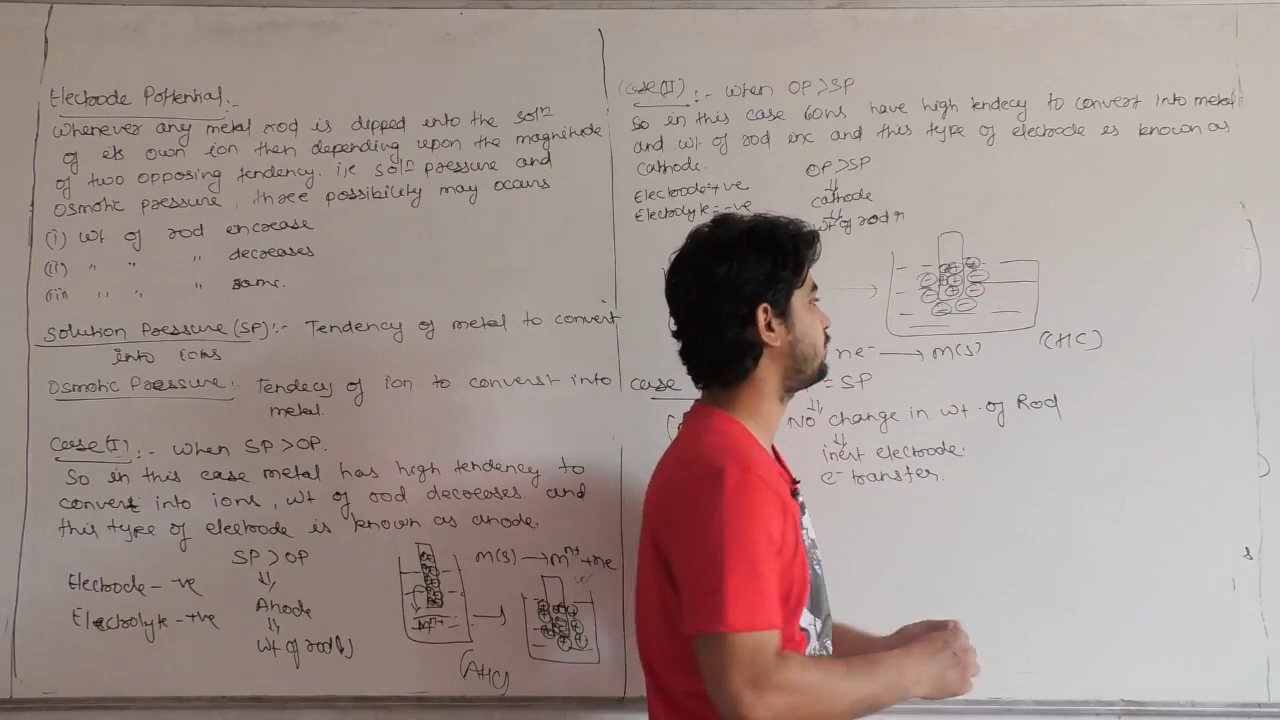 Electrode Potential:-
Whenever any metal rod is dipped into the solⁿ
of its own ion then depending upon the magnitude
of two opposing tendency. i.e solⁿ pressure and
Osmotic pressure, three possibility may occurs
(i) wt of rod encrease
(ii) " " " decreases
(iii) " " " same.
Solution Pressure (SP):- Tendency of metal to convert
into ions
Osmotic Pressure:- Tendecy of ion to convert into
metal.
Case(I):- when SP>OP.
So in this case metal has high tendency to
convert into ions, wt of rod decreases and
this type of electrode is known as anode.
SP>OP
⇓
Electrode - -ve
Anode
Electrolyte - +ve
⇓
wt of rod(↓)
M(s) → Mⁿ⁺ + ne
Mⁿ⁺
(AHC)
Case(II):- when OP>SP
So in this case ions have high tendecy to convert into metal
and wt of rod inc and this type of electrode is known as
cathode.
OP>SP
⇓
Electrode = +ve
cathode
Electrolyte = -ve
⇓
wt of rod ↑
ne⁻ → M(s)
(CHC)
case
= SP
⇓
No change in wt. of Rod
⇓
inert electrode.
e⁻ transfer.